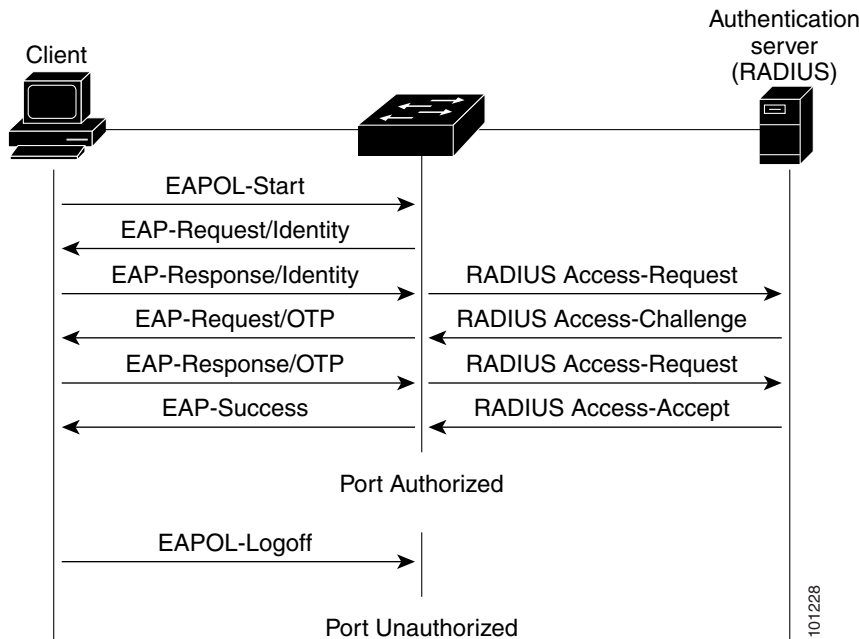 Authentication
server
(RADIUS)
Client
EAPOL-Start
EAP-Request/Identity
EAP-Response/Identity
RADIUS Access-Request
EAP-Request/OTP
RADIUS Access-Challenge
EAP-Response/OTP
RADIUS Access-Request
EAP-Success
RADIUS Access-Accept
Port Authorized
EAPOL-Logoff
Port Unauthorized
101228